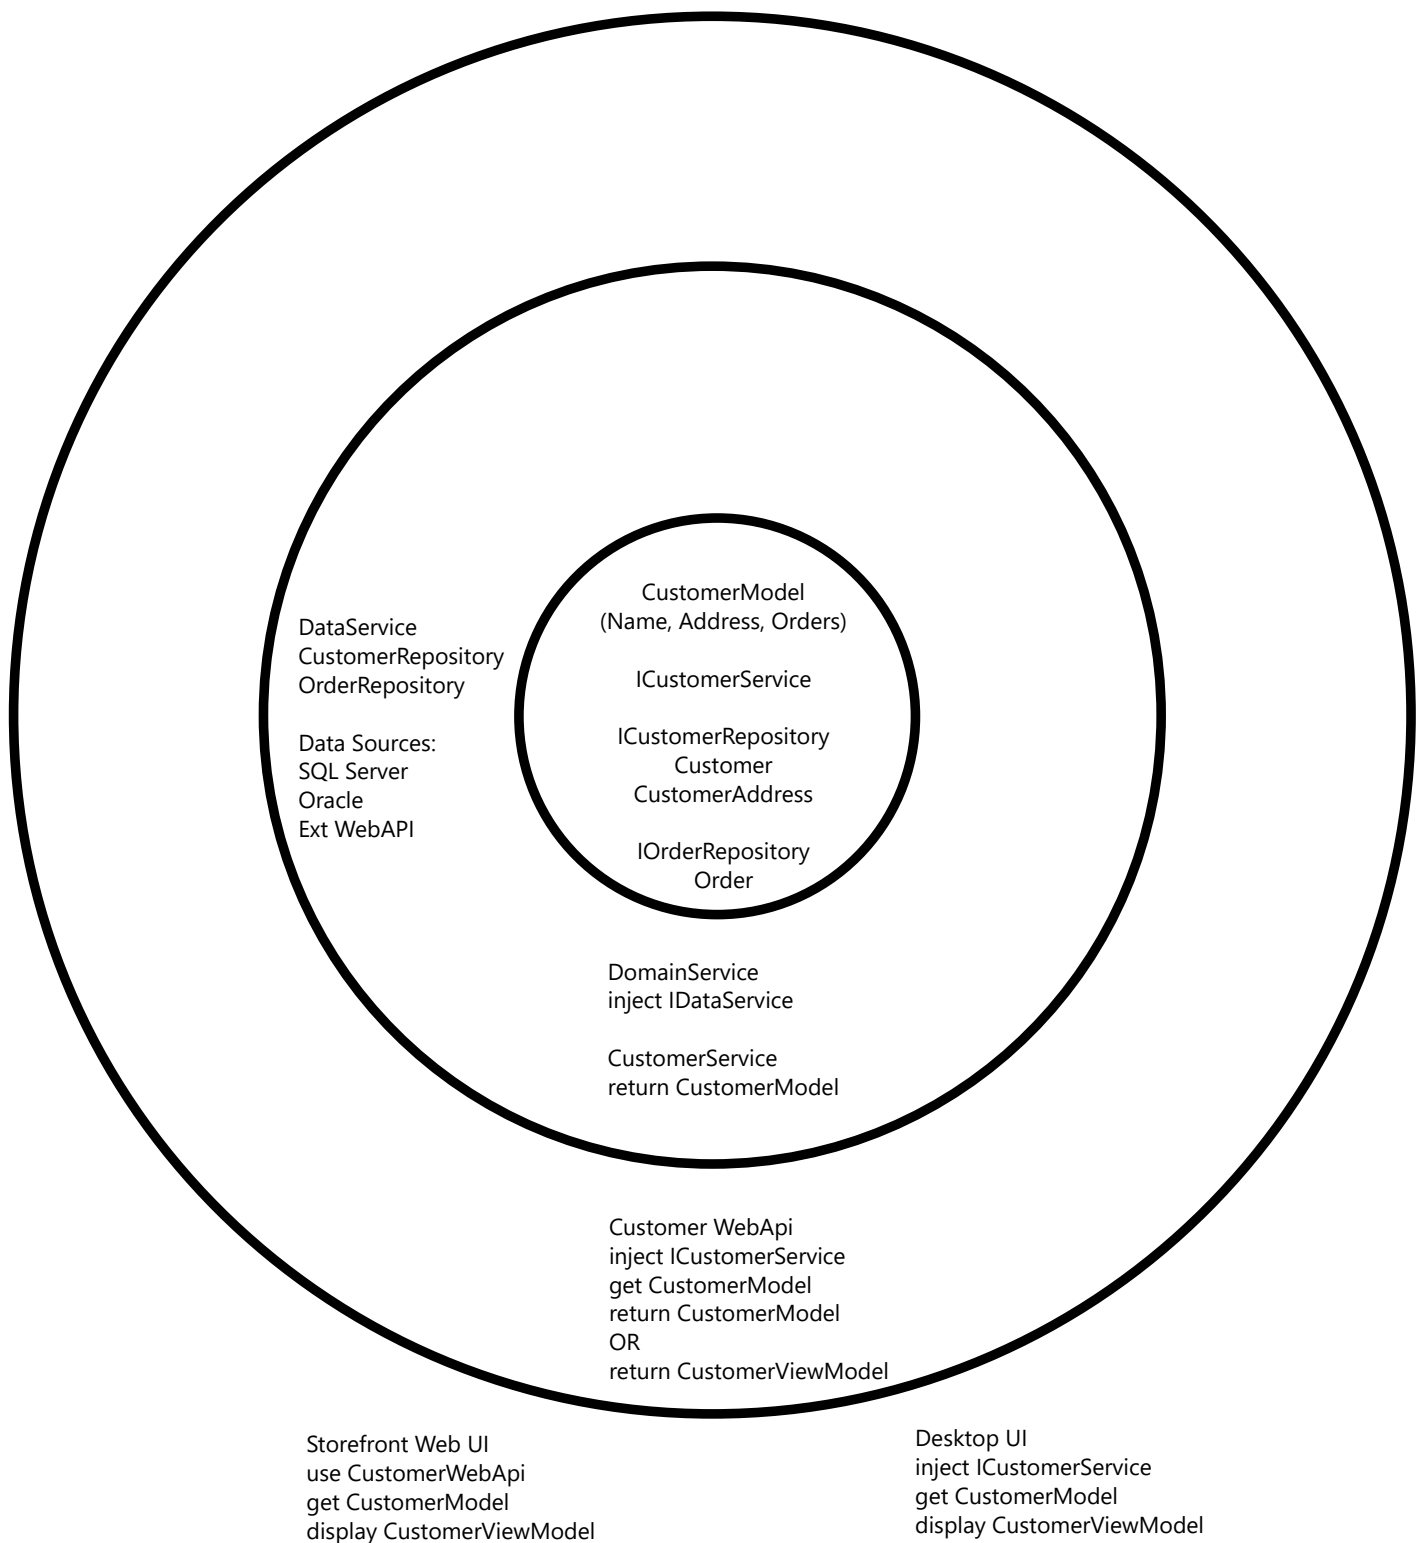 CustomerModel
(Name, Address, Orders)
ICustomerService
ICustomerRepository
Customer
CustomerAddress
IOrderRepository
Order
DataService
CustomerRepository
OrderRepository
Data Sources:
SQL Server
Oracle
Ext WebAPI
DomainService
inject IDataService
CustomerService
return CustomerModel
Customer WebApi
inject ICustomerService
get CustomerModel
return CustomerModel
OR
return CustomerViewModel
Storefront Web UI
use CustomerWebApi
get CustomerModel
display CustomerViewModel
Desktop UI
inject ICustomerService
get CustomerModel
display CustomerViewModel